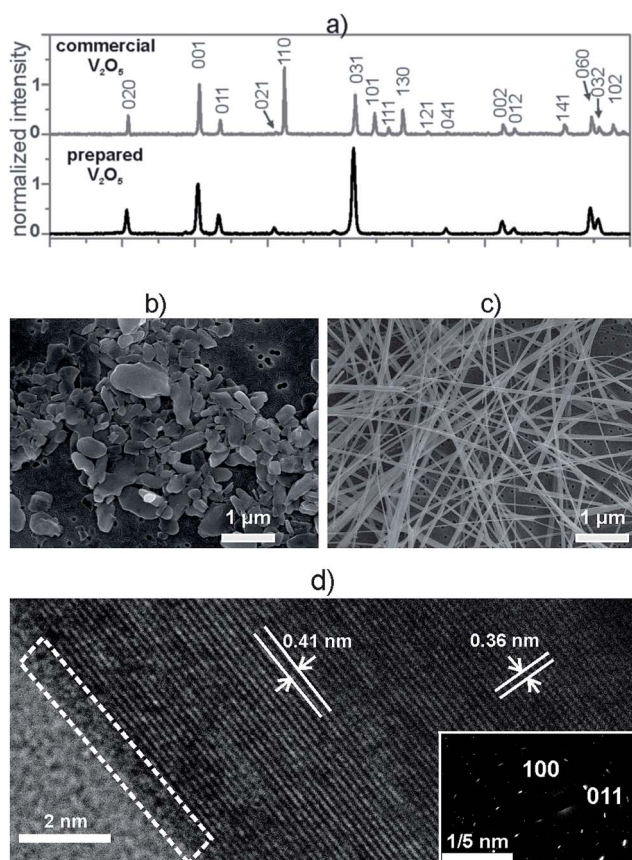 a)
commercial
V₂O₅
020
001
011
021
110
031
101
111
130
121
041
002
012
141
060
032
102
1
0
normalized intensity
prepared
V₂O₅
1
0
b)
c)
1 μm
1 μm
d)
0.41 nm
0.36 nm
100
011
2 nm
1/5 nm